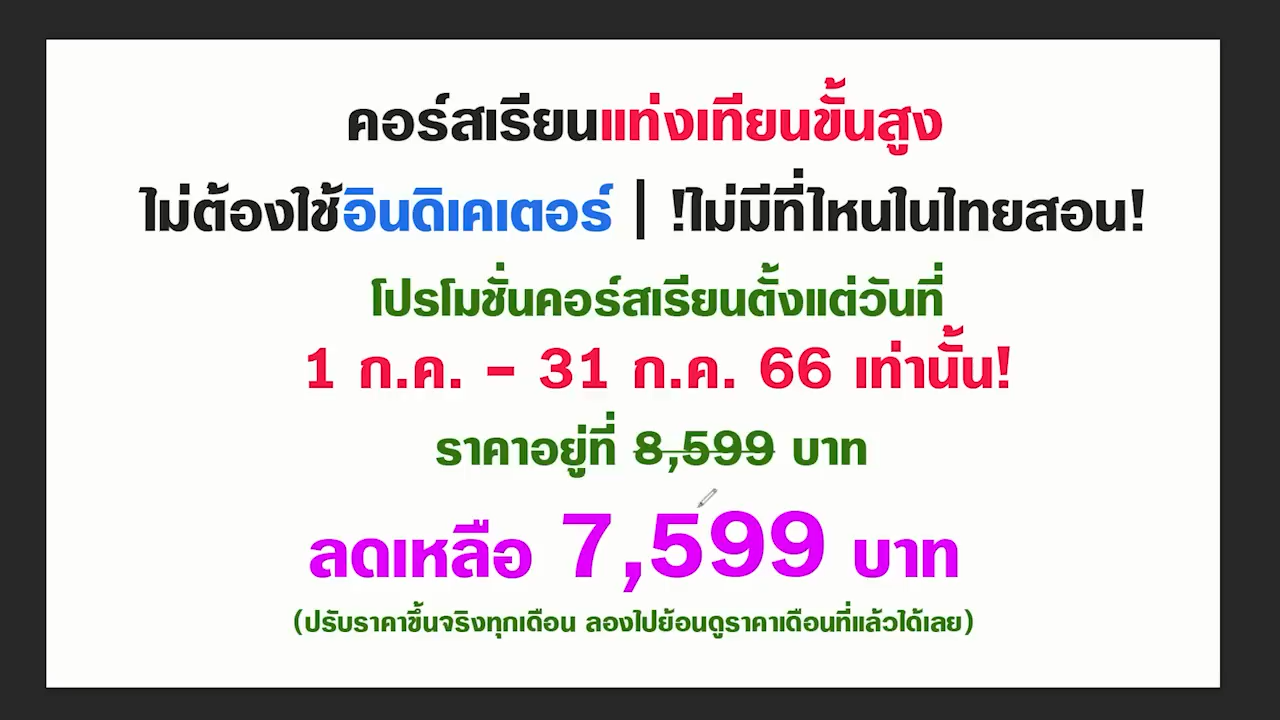 คอร์สเรียนแท่งเทียนขั้นสูง
ไม่ต้องใช้อินดิเคเตอร์ | !ไม่มีที่ไหนในไทยสอน!
โปรโมชั่นคอร์สเรียนตั้งแต่วันที่
1 ก.ค. – 31 ก.ค. 66 เท่านั้น!
ราคาอยู่ที่ 8,599 บาท
ลดเหลือ 7,599 บาท
(ปรับราคาขึ้นจริงทุกเดือน ลองไปย้อนดูราคาเดือนที่แล้วได้เลย)